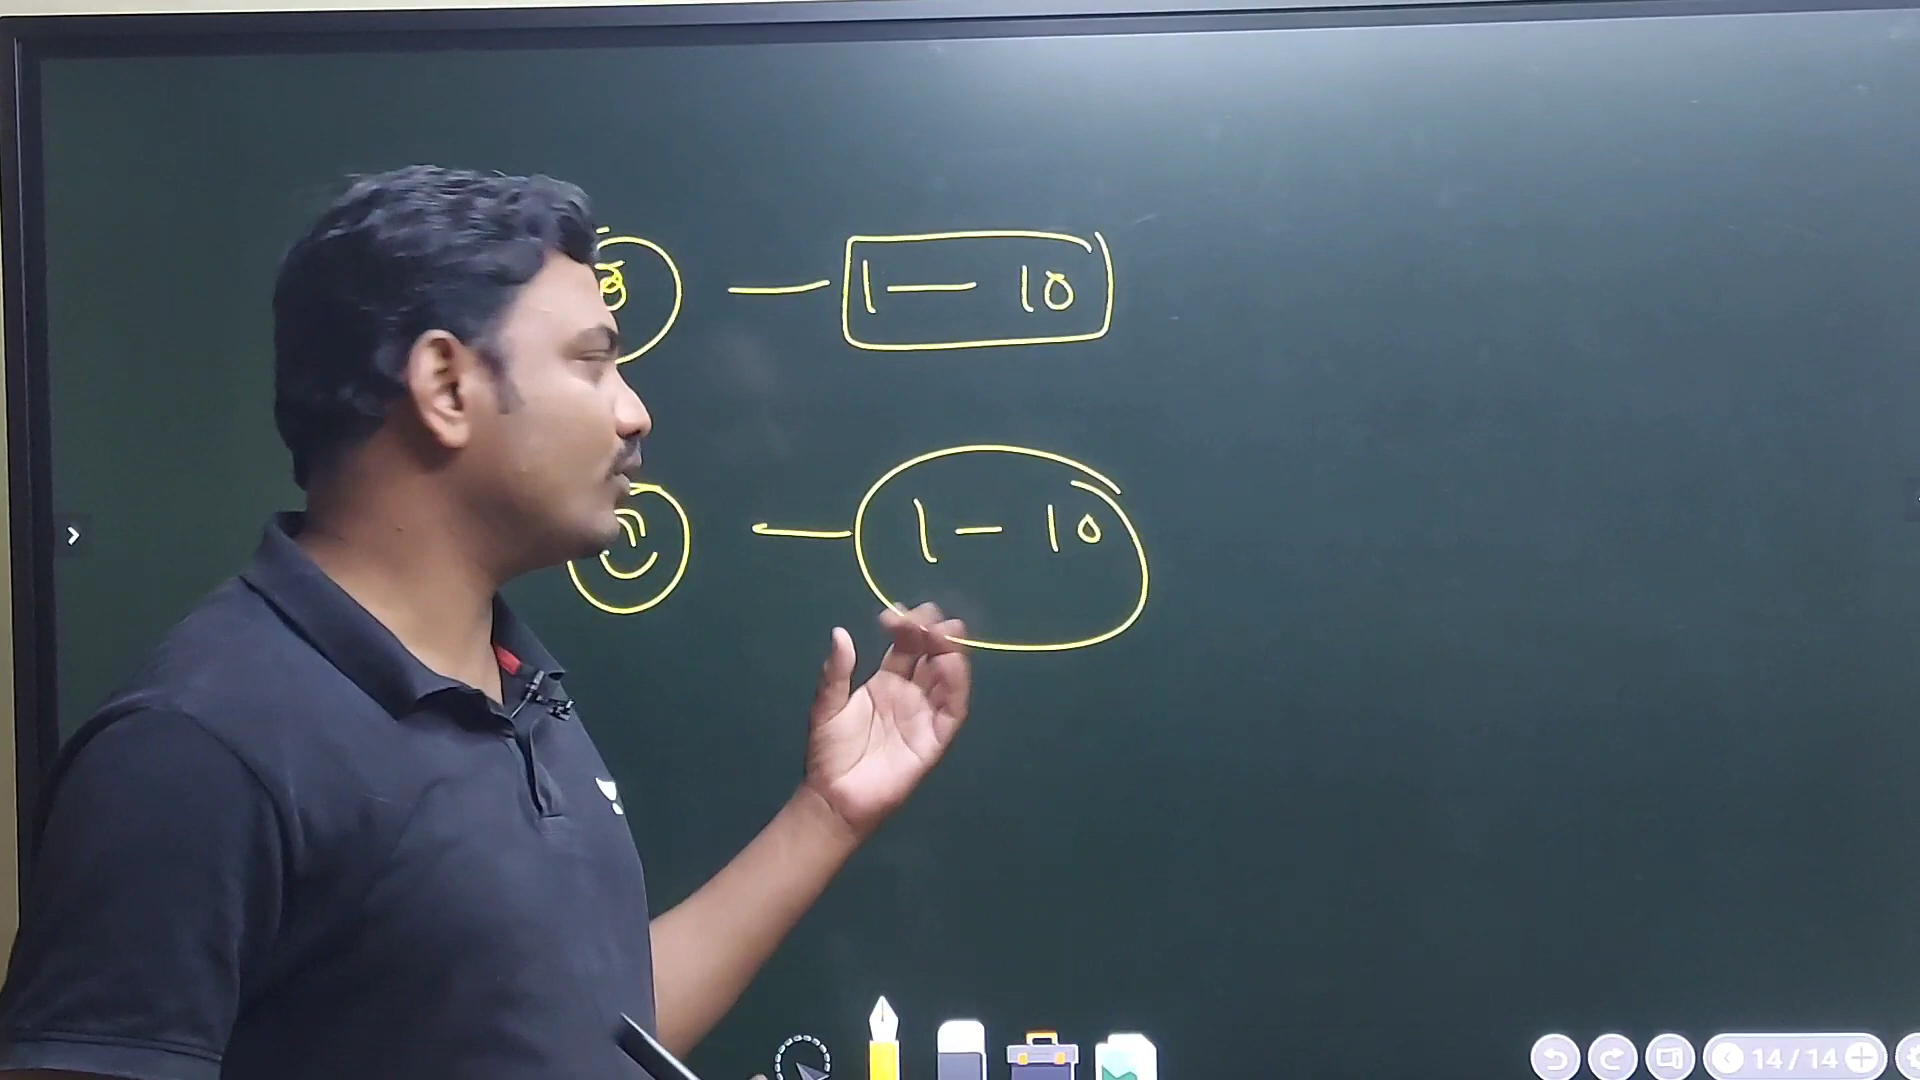 — 1 — 10
— 1 – 10
14 / 14